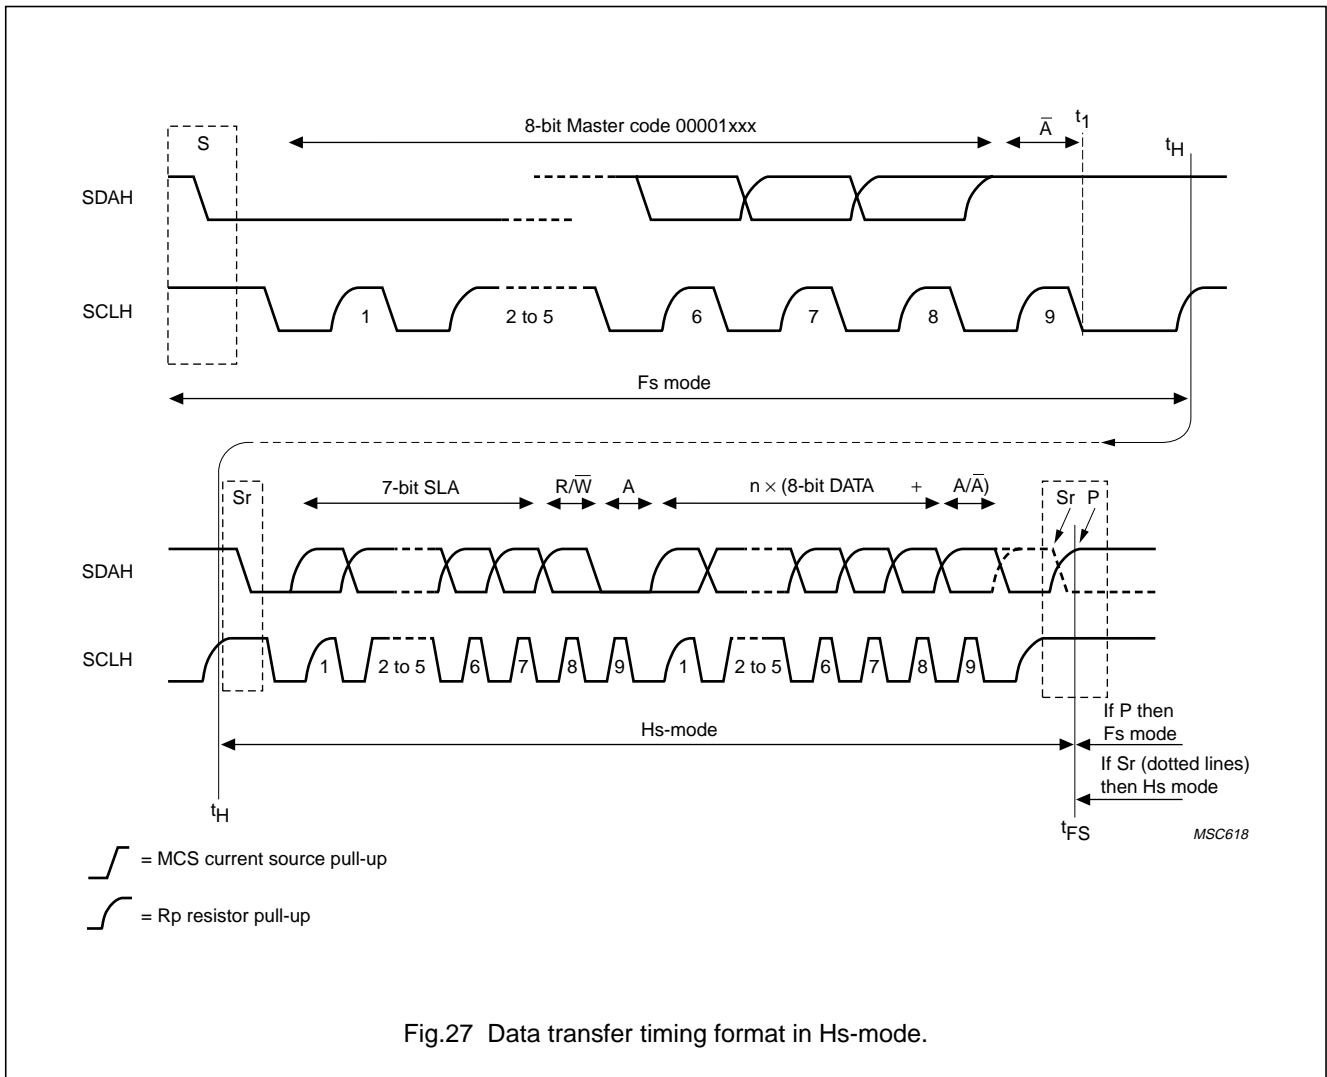 8-bit Master code 00001xxx
A̅
t1
tH
S
SDAH
SCLH
1
2 to 5
6
7
8
9
Fs mode
7-bit SLA
R/W̅
A
n × (8-bit DATA + A/A̅)
Sr
Sr P
SDAH
SCLH
1
2 to 5
6
7
8
9
1
2 to 5
6
7
8
9
Hs-mode
If P then
Fs mode
If Sr (dotted lines)
then Hs mode
tH
tFS
MSC618
= MCS current source pull-up
= Rp resistor pull-up
Fig.27 Data transfer timing format in Hs-mode.